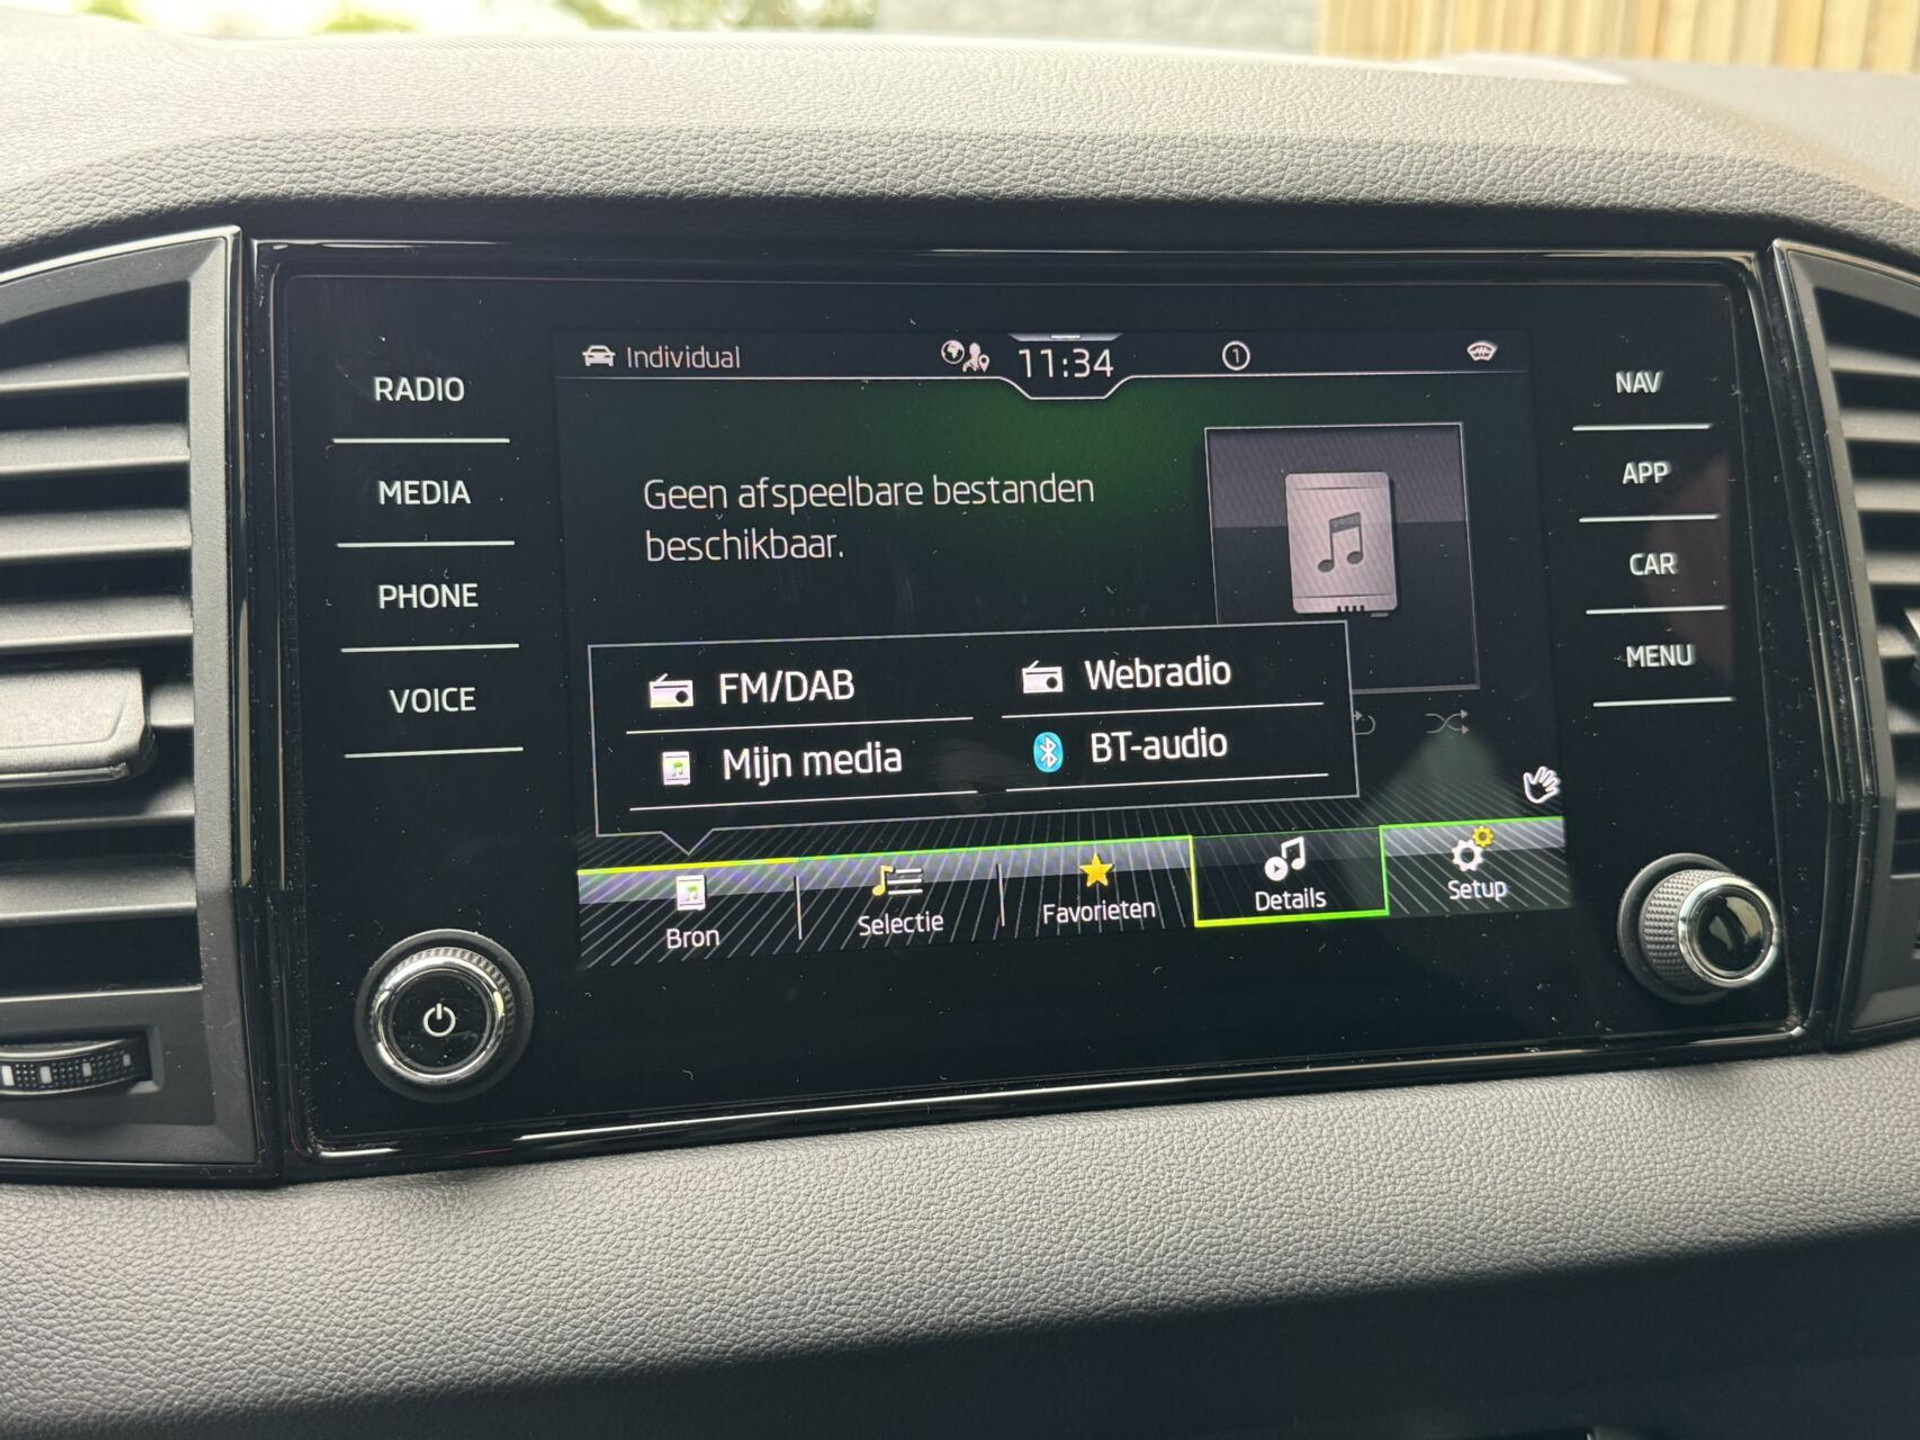 Individual
11:34
1
RADIO
MEDIA
PHONE
VOICE
Geen afspeelbare bestanden
beschikbaar.
FM/DAB
Webradio
Mijn media
BT-audio
Bron
Selectie
Favorieten
Details
Setup
NAV
APP
CAR
MENU